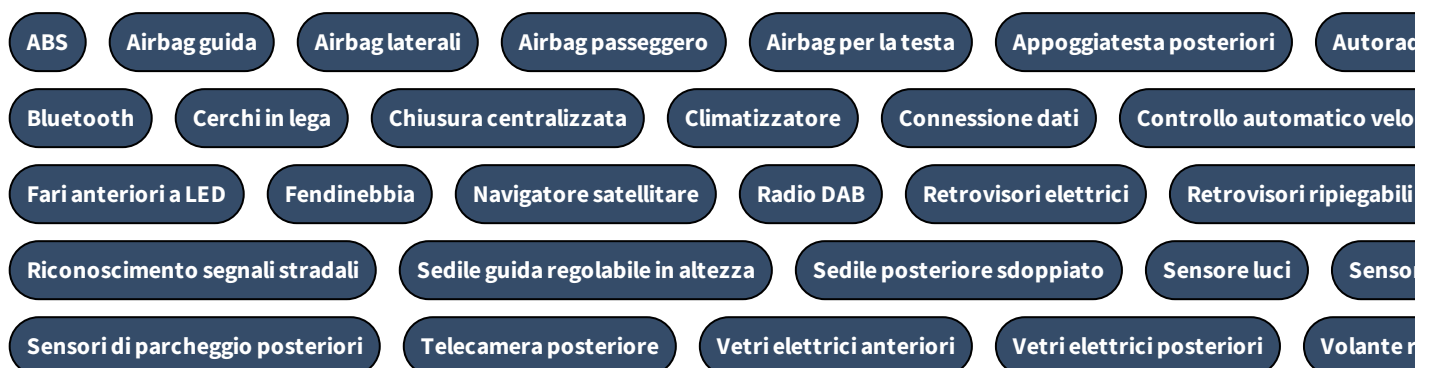 ABS Airbag guida Airbag laterali Airbag passeggero Airbag per la testa Appoggiatesta posteriori
Bluetooth Cerchi in lega Chiusura centralizzata Climatizzatore Connessione dati Controllo automatico
Fari anteriori a LED Fendinebbia Navigatore satellitare Radio DAB Retrovisori elettrici Retrovisori ripiegabili
Riconoscimento segnali stradali Sedile guida regolabile in altezza Sedile posteriore sdoppiato Sensore luci
Sensori di parcheggio posteriori Telecamera posteriore Vetri elettrici anteriori Vetri elettrici posteriori Volante